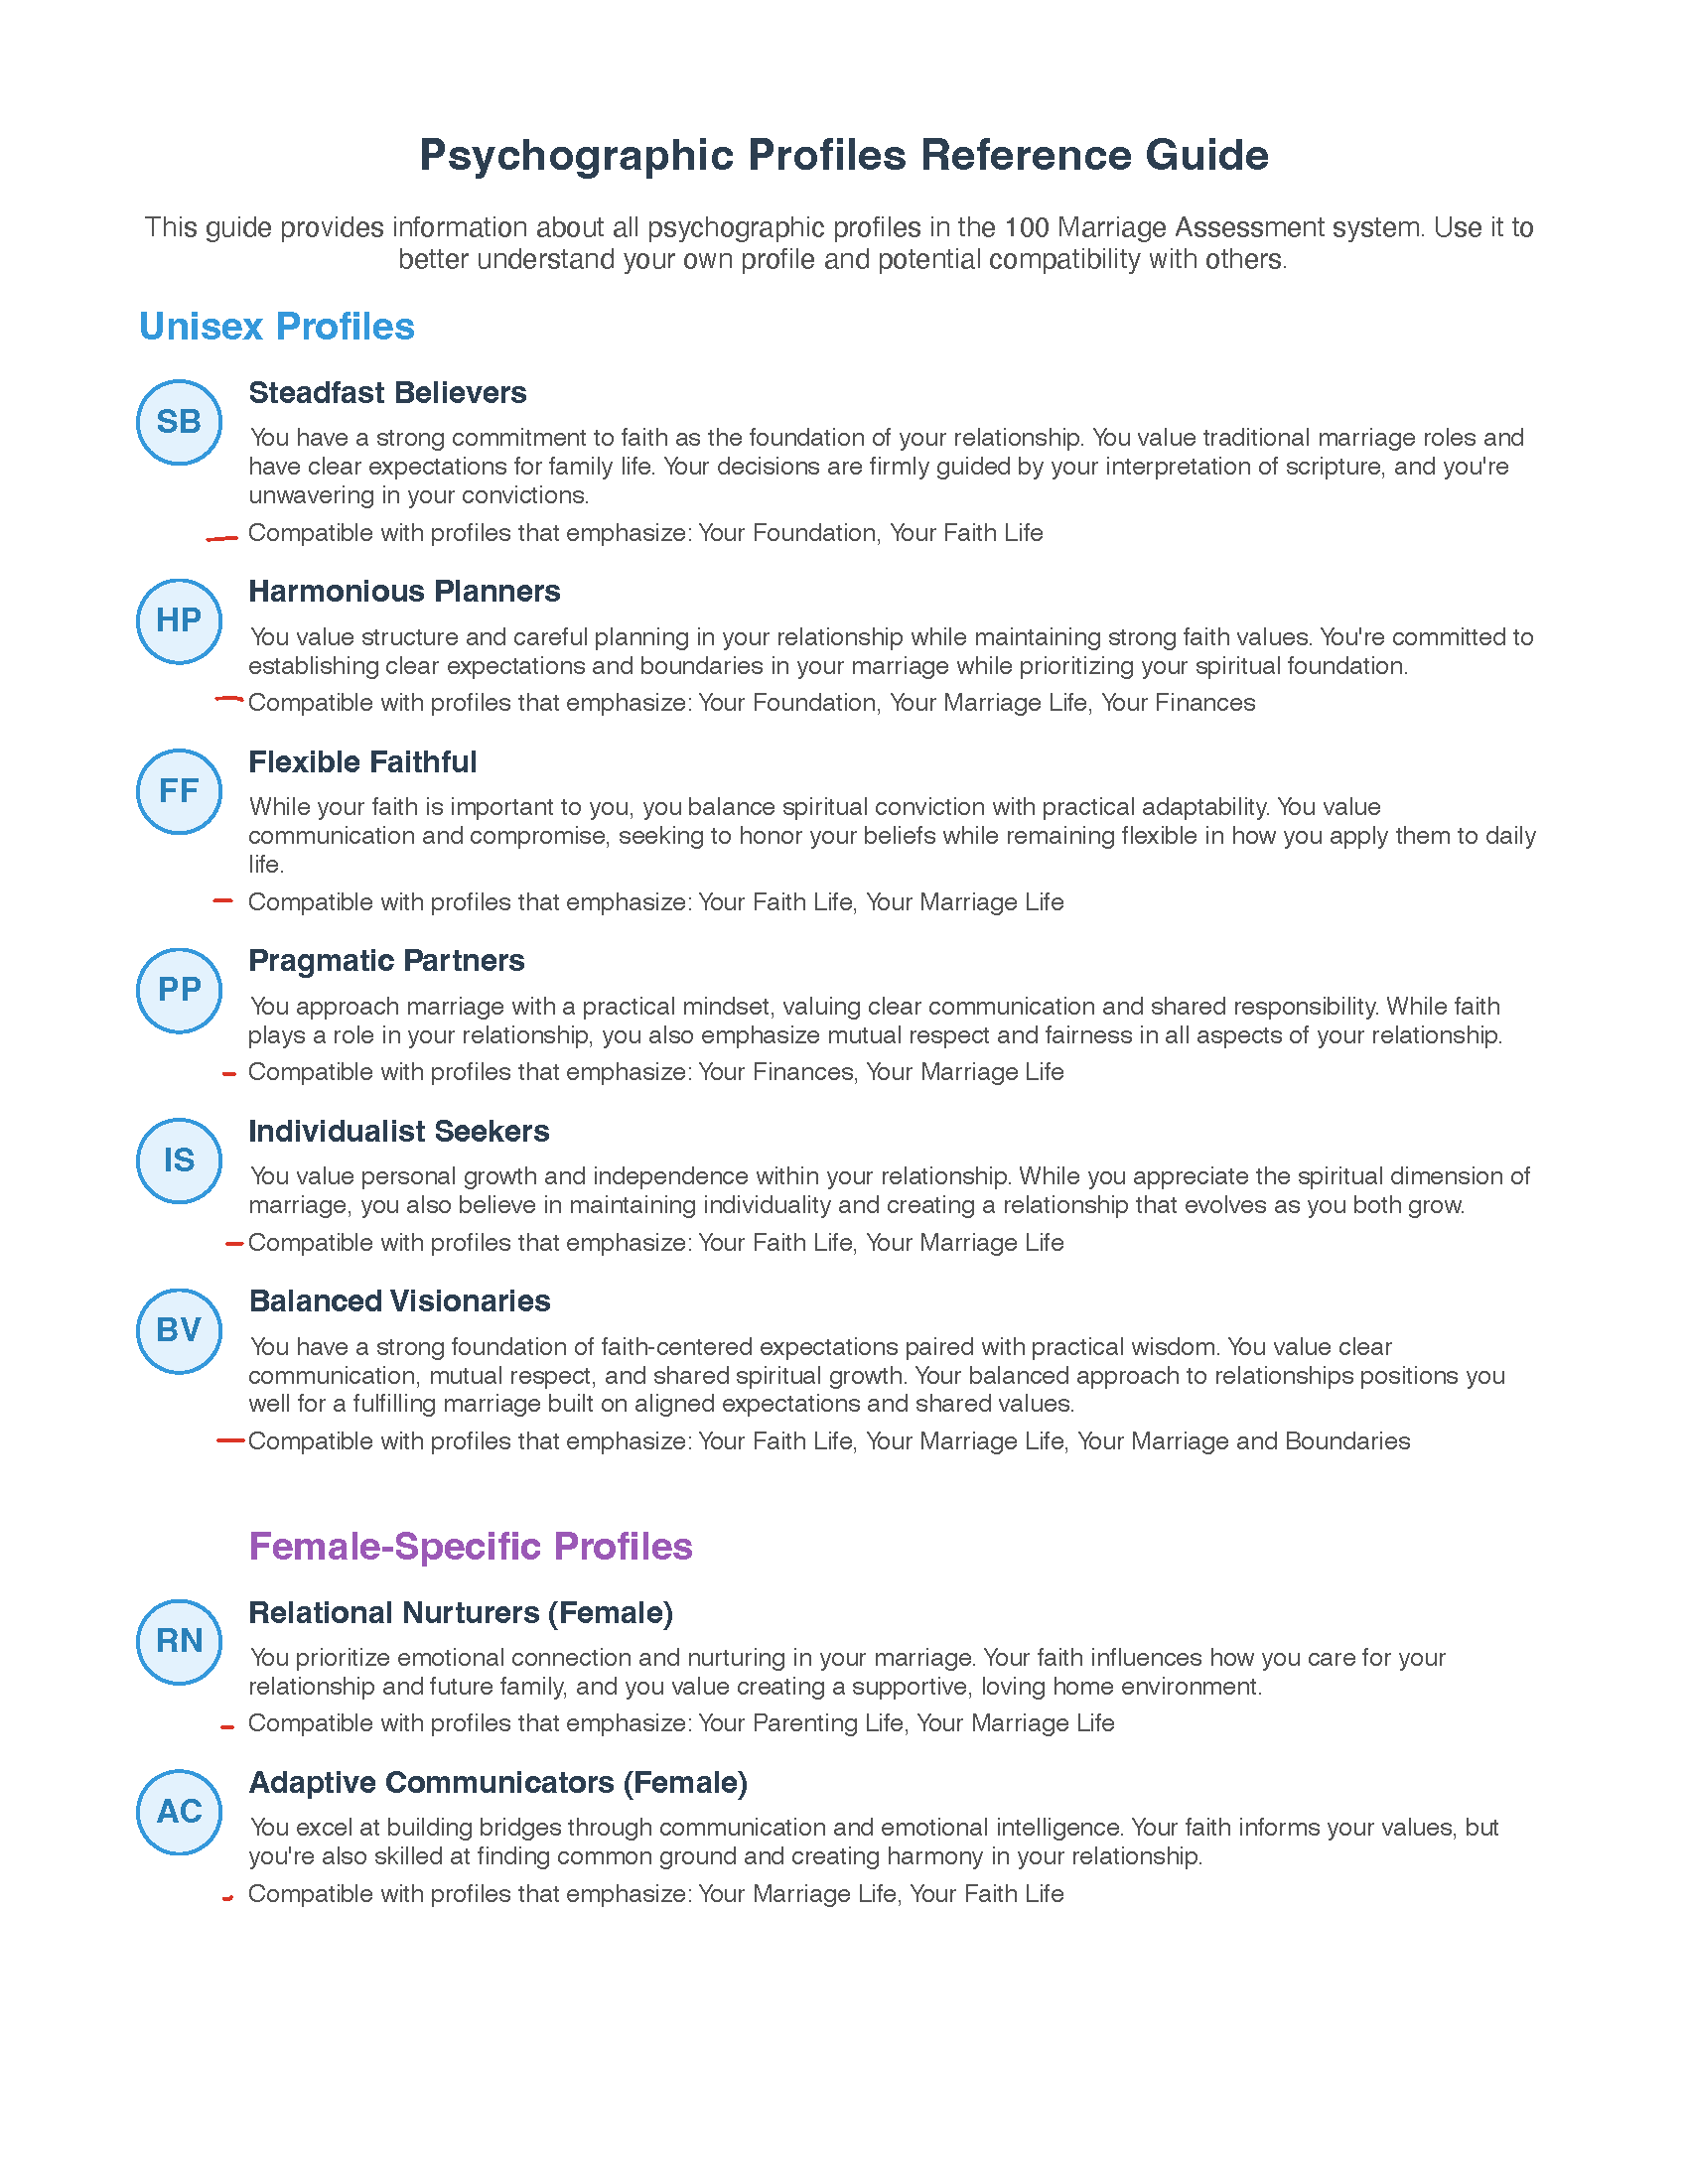 Psychographic Profiles Reference Guide
This guide provides information about all psychographic profiles in the 100 Marriage Assessment system. Use it to
better understand your own profile and potential compatibility with others.
Unisex Profiles
SB
Steadfast Believers
You have a strong commitment to faith as the foundation of your relationship. You value traditional marriage roles and
have clear expectations for family life. Your decisions are firmly guided by your interpretation of scripture, and you're
unwavering in your convictions.
Compatible with profiles that emphasize: Your Foundation, Your Faith Life
HP
Harmonious Planners
You value structure and careful planning in your relationship while maintaining strong faith values. You're committed to
establishing clear expectations and boundaries in your marriage while prioritizing your spiritual foundation.
Compatible with profiles that emphasize: Your Foundation, Your Marriage Life, Your Finances
FF
Flexible Faithful
While your faith is important to you, you balance spiritual conviction with practical adaptability. You value
communication and compromise, seeking to honor your beliefs while remaining flexible in how you apply them to daily
life.
Compatible with profiles that emphasize: Your Faith Life, Your Marriage Life
PP
Pragmatic Partners
You approach marriage with a practical mindset, valuing clear communication and shared responsibility. While faith
plays a role in your relationship, you also emphasize mutual respect and fairness in all aspects of your relationship.
Compatible with profiles that emphasize: Your Finances, Your Marriage Life
IS
Individualist Seekers
You value personal growth and independence within your relationship. While you appreciate the spiritual dimension of
marriage, you also believe in maintaining individuality and creating a relationship that evolves as you both grow.
Compatible with profiles that emphasize: Your Faith Life, Your Marriage Life
BV
Balanced Visionaries
You have a strong foundation of faith-centered expectations paired with practical wisdom. You value clear
communication, mutual respect, and shared spiritual growth. Your balanced approach to relationships positions you
well for a fulfilling marriage built on aligned expectations and shared values.
Compatible with profiles that emphasize: Your Faith Life, Your Marriage Life, Your Marriage and Boundaries
Female-Specific Profiles
RN
Relational Nurturers (Female)
You prioritize emotional connection and nurturing in your marriage. Your faith influences how you care for your
relationship and future family, and you value creating a supportive, loving home environment.
Compatible with profiles that emphasize: Your Parenting Life, Your Marriage Life
AC
Adaptive Communicators (Female)
You excel at building bridges through communication and emotional intelligence. Your faith informs your values, but
you're also skilled at finding common ground and creating harmony in your relationship.
Compatible with profiles that emphasize: Your Marriage Life, Your Faith Life